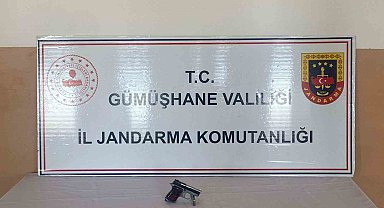 T.C.
GÜMÜŞHANE VALİLİĞİ
İL JANDARMA KOMUTANLIĞI
JANDARMA